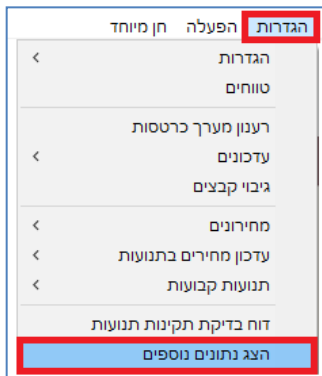 הגדרות הפעלה חן מיוחד
הגדרות
טווחים
רענון מערך כרטסות
עדכונים
גיבוי קבצים
מחירונים
עדכון מחירים בתנועות
תנועות קבועות
דוח בדיקת תקינות תנועות
הצג נתונים נוספים